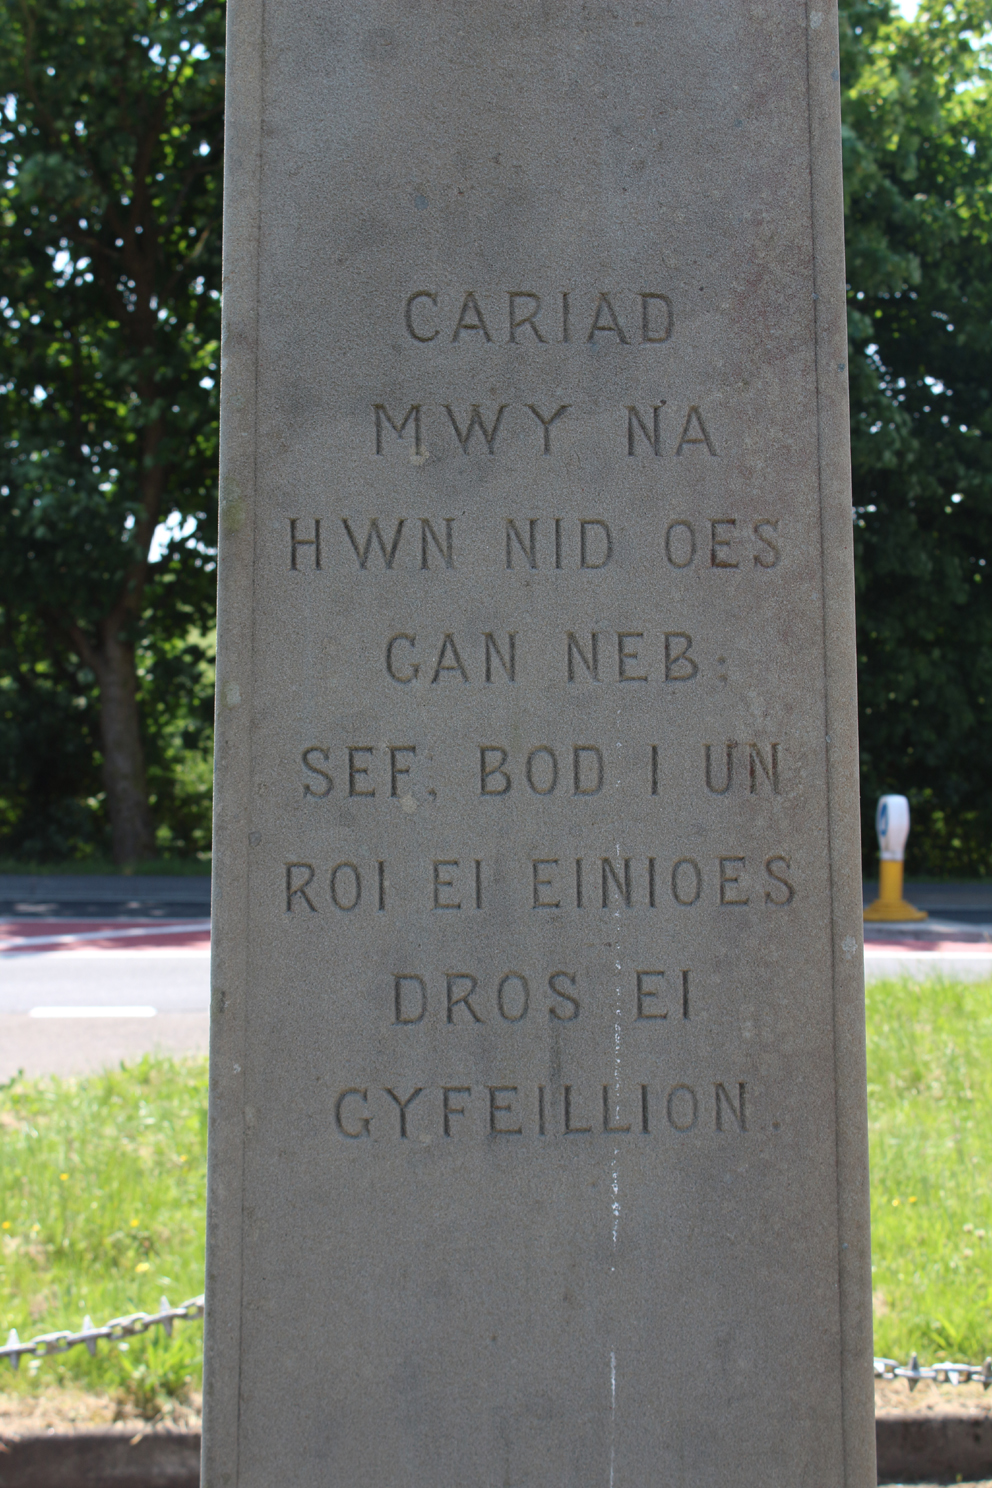 CARIAD
MWY NA
HWN NID OES
GAN NEB;
SEF, BOD I UN
ROI EI EINIOES
DROS EI
GYFEILLION.